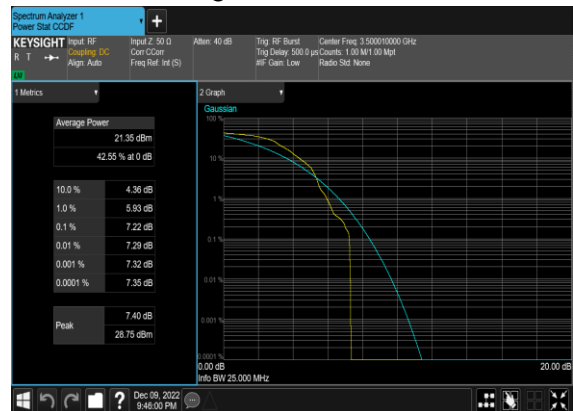 Spectrum Analyzer 1
Power Stat CCDF
KEYSIGHT Input: RF Input Z: 50 Ω Atten: 40 dB Trig: RF Burst Center Freq: 3.500010000 GHz
R T Coupling: DC Corr CCorr Trig Delay: 500.0 µs Counts: 1.00 M/1.00 Mpt
Align: Auto Freq Ref: Int (S) #IF Gain: Low Radio Std: None
LXI
1 Metrics
2 Graph
Average Power
21.35 dBm
42.55 % at 0 dB
10.0 % 4.36 dB
1.0 % 5.93 dB
0.1 % 7.22 dB
0.01 % 7.29 dB
0.001 % 7.32 dB
0.0001 % 7.35 dB
Peak
7.40 dB
28.75 dBm
Gaussian
100 %
10 %
1 %
0.1 %
0.01 %
0.001 %
0.0001 %
0.00 dB 20.00 dB
Info BW 25.000 MHz
Dec 09, 2022
9:46:00 PM